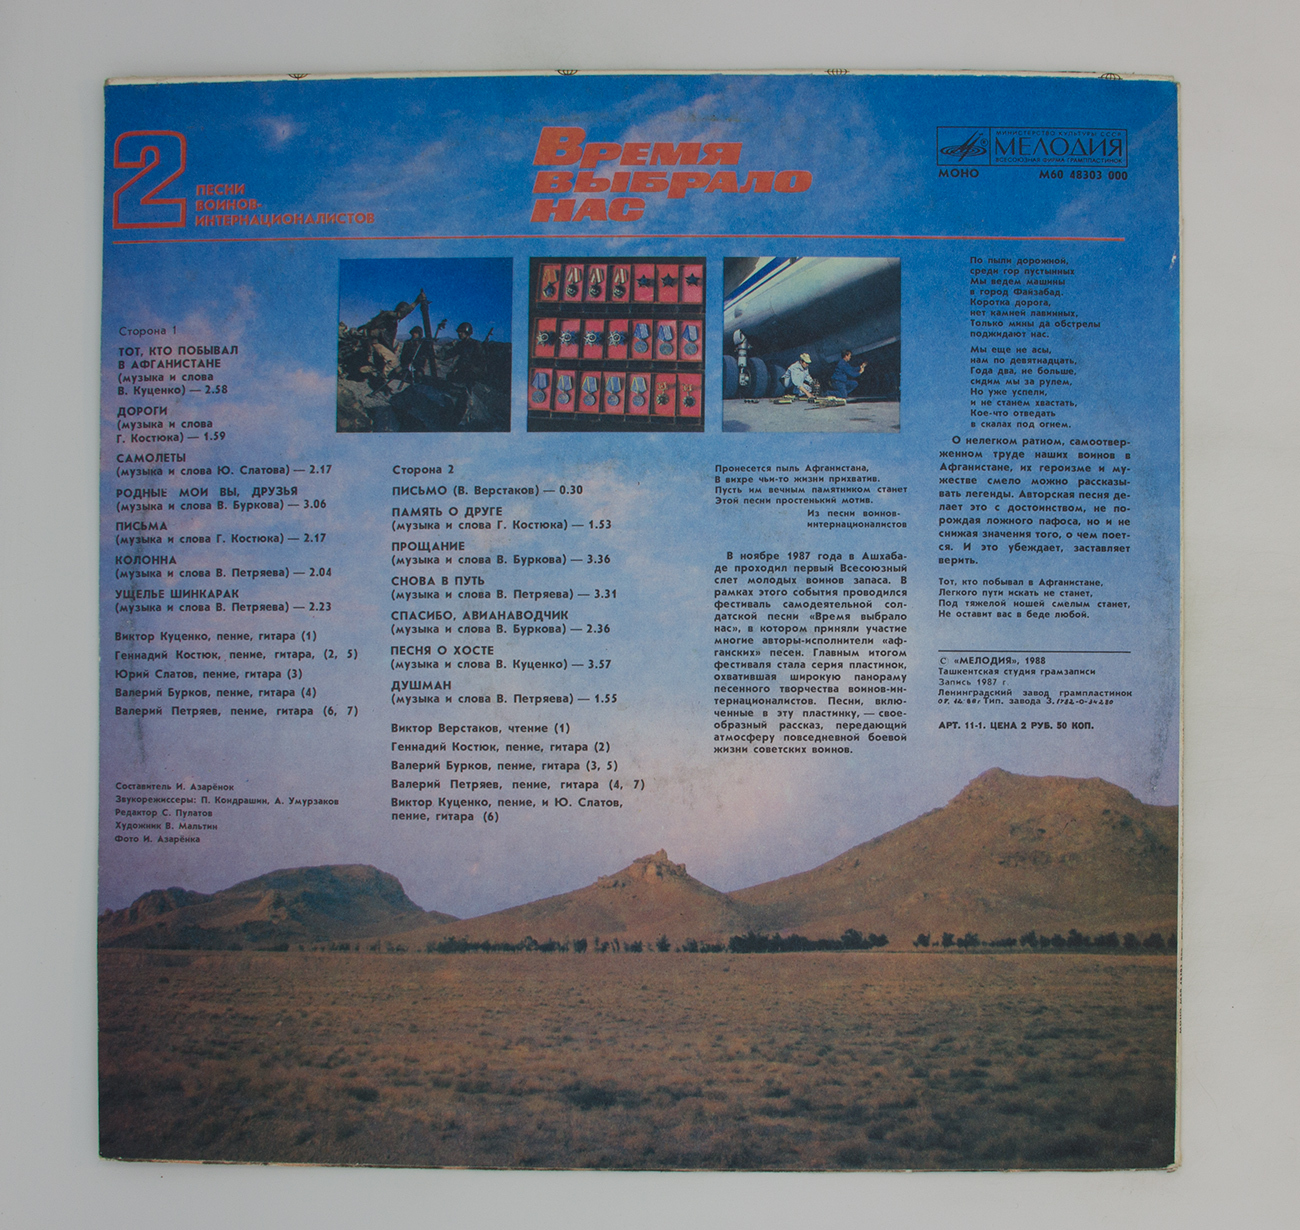 2
ПЕСНИ
ВОИНОВ-
ИНТЕРНАЦИОНАЛИСТОВ
ВРЕМЯ
ВЫБРАЛО
НАС
МИНИСТЕРСТВО КУЛЬТУРЫ СССР
МЕЛОДИЯ
ВСЕСОЮЗНАЯ ФИРМА ГРАМПЛАСТИНОК
МОНО М60 48303 000
Сторона 1
ТОТ, КТО ПОБЫВАЛ
В АФГАНИСТАНЕ
(музыка и слова
В. Куценко) — 2.58
ДОРОГИ
(музыка и слова
Г. Костюка) — 1.59
САМОЛЕТЫ
(музыка и слова Ю. Слатова) — 2.17
РОДНЫЕ МОИ ВЫ, ДРУЗЬЯ
(музыка и слова В. Буркова) — 3.06
ПИСЬМА
(музыка и слова Г. Костюка) — 2.17
КОЛОННА
(музыка и слова В. Петряева) — 2.04
УЩЕЛЬЕ ШИНКАРАК
(музыка и слова В. Петряева) — 2.23
Виктор Куценко, пение, гитара (1)
Геннадий Костюк, пение, гитара, (2, 5)
Юрий Слатов, пение, гитара (3)
Валерий Бурков, пение, гитара (4)
Валерий Петряев, пение, гитара (6, 7)
Составитель И. Азарёнок
Звукорежиссеры: П. Кондрашин, А. Умурзаков
Редактор С. Пулатов
Художник В. Мальгин
Фото И. Азарёнка
Сторона 2
ПИСЬМО (В. Верстаков) — 0.30
ПАМЯТЬ О ДРУГЕ
(музыка и слова Г. Костюка) — 1.53
ПРОЩАНИЕ
(музыка и слова В. Буркова) — 3.36
СНОВА В ПУТЬ
(музыка и слова В. Петряева) — 3.31
СПАСИБО, АВИАНАВОДЧИК
(музыка и слова В. Буркова) — 2.36
ПЕСНЯ О ХОСТЕ
(музыка и слова В. Куценко) — 3.57
ДУШМАН
(музыка и слова В. Петряева) — 1.55
Виктор Верстаков, чтение (1)
Геннадий Костюк, пение, гитара (2)
Валерий Бурков, пение, гитара (3, 5)
Валерий Петряев, пение, гитара (4, 7)
Виктор Куценко, пение, и Ю. Слатов,
пение, гитара (6)
Пронесется пыль Афганистана,
В вихре чьи-то жизни прихватив.
Пусть им вечным памятником станет
Этой песни простенький мотив.
Из песни воинов-
интернационалистов
В ноябре 1987 года в Ашхаба-
де проходил первый Всесоюзный
слет молодых воинов запаса. В
рамках этого события проводился
фестиваль самодеятельной сол-
датской песни «Время выбрало
нас», в котором приняли участие
многие авторы-исполнители «аф-
ганских» песен. Главным итогом
фестиваля стала серия пластинок,
охватившая широкую панораму
песенного творчества воинов-ин-
тернационалистов. Песни, вклю-
ченные в эту пластинку, — свое-
образный рассказ, передающий
атмосферу повседневной боевой
жизни советских воинов.
По пыли дорожной,
среди гор пустынных
Мы ведем машины
в город Файзабад.
Коротка дорога,
нет камней лавинных,
Только мины да обстрелы
поджидают нас.
Мы еще не асы,
нам по девятнадцать,
Года два, не больше,
сидим мы за рулем,
Но уже успели,
и не станем хвастать,
Кое-что отведать
в скалах под огнем.
О нелегком ратном, самоотвер-
женном труде наших воинов в
Афганистане, их героизме и му-
жестве смело можно рассказы-
вать легенды. Авторская песня де-
лает это с достоинством, не по-
рождая ложного пафоса, но и не
снижая значения того, о чем поет-
ся. И это убеждает, заставляет
верить.
Тот, кто побывал в Афганистане,
Легкого пути искать не станет,
Под тяжелой ношей смелым станет,
Не оставит вас в беде любой.
С «МЕЛОДИЯ», 1988
Ташкентская студия грамзаписи
Запись 1987 г.
Ленинградский завод грампластинок
Тип. завода З.
АРТ. 11-1. ЦЕНА 2 РУБ. 50 КОП.